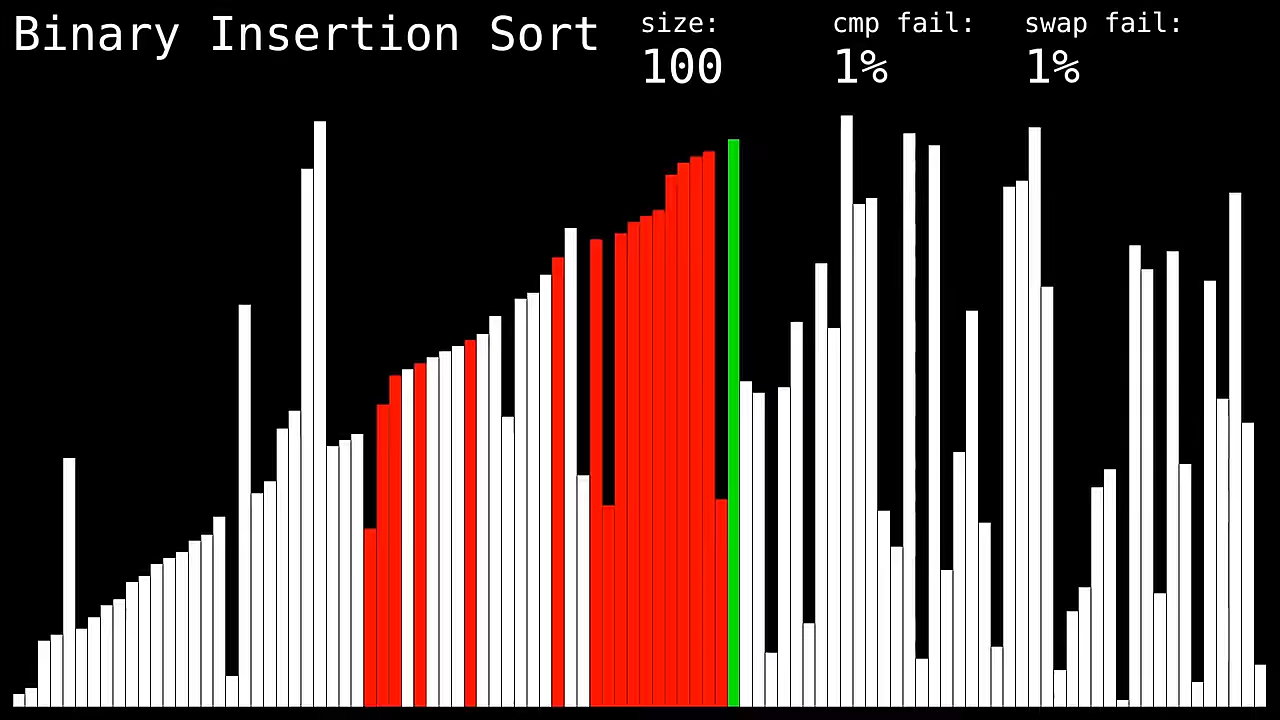 Binary Insertion Sort
size:
100
cmp fail:
1%
swap fail:
1%